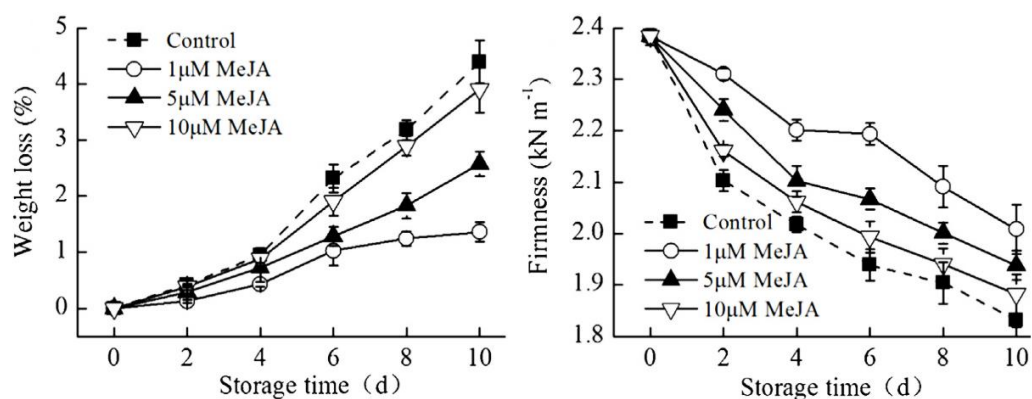 5
4
3
2
1
0
Weight loss (%)
Control
1μM MeJA
5μM MeJA
10μM MeJA
0 2 4 6 8 10
Storage time（d）
2.4
2.3
2.2
2.1
2.0
1.9
1.8
Firmness (kN m⁻¹)
Control
1μM MeJA
5μM MeJA
10μM MeJA
0 2 4 6 8 10
Storage time（d）